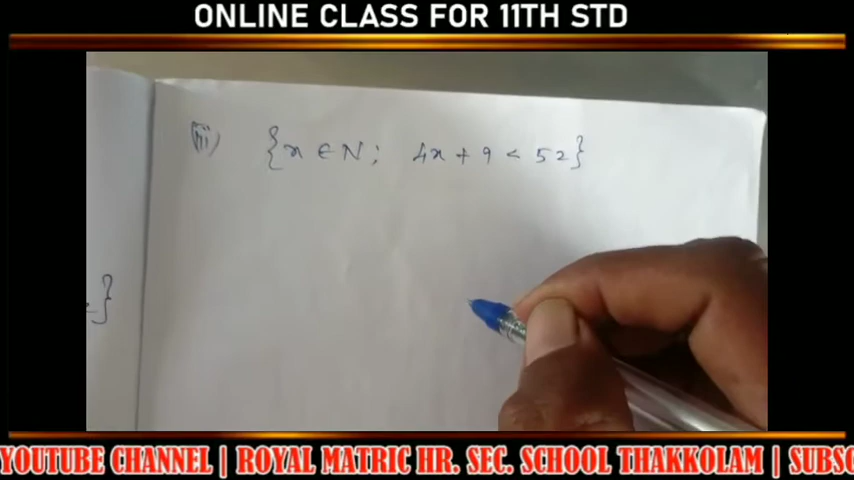 ONLINE CLASS FOR 11TH STD
(iii) {x ∈ N; 4x + 9 < 52}
}
YOUTUBE CHANNEL | ROYAL MATRIC HR. SEC. SCHOOL THAKKOLAM | SUBSC